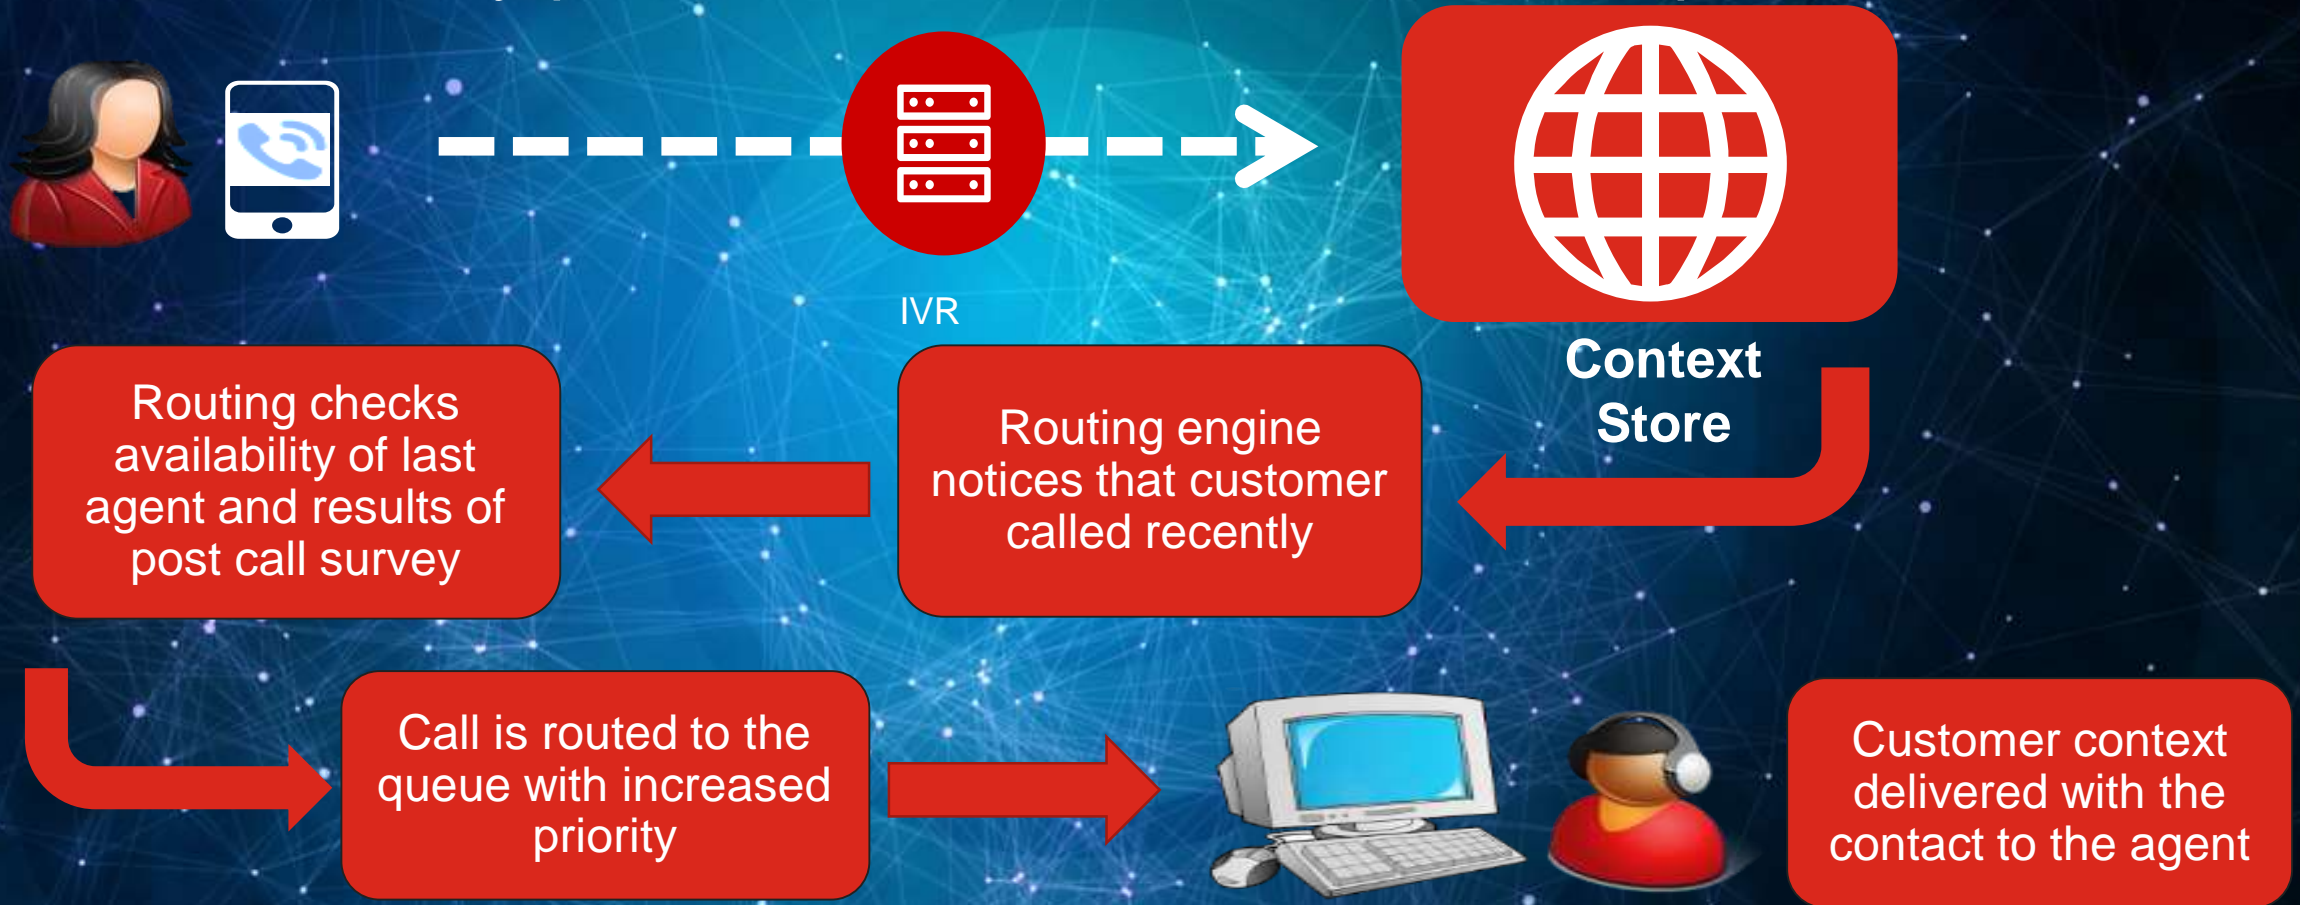 IVR
Context
Store
Routing engine
notices that customer
called recently
Routing checks
availability of last
agent and results of
post call survey
Call is routed to the
queue with increased
priority
Customer context
delivered with the
contact to the agent